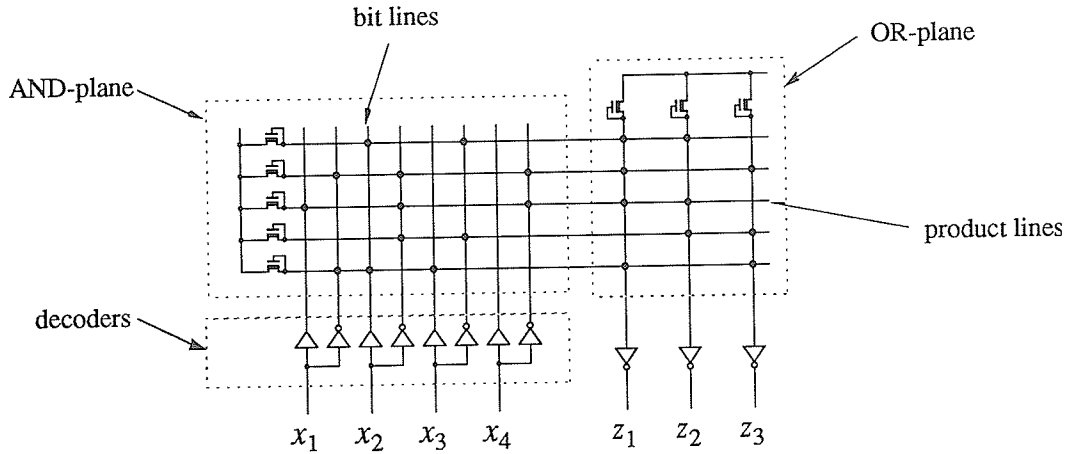 bit lines
OR-plane
AND-plane
product lines
decoders
x1 x2 x3 x4 z1 z2 z3